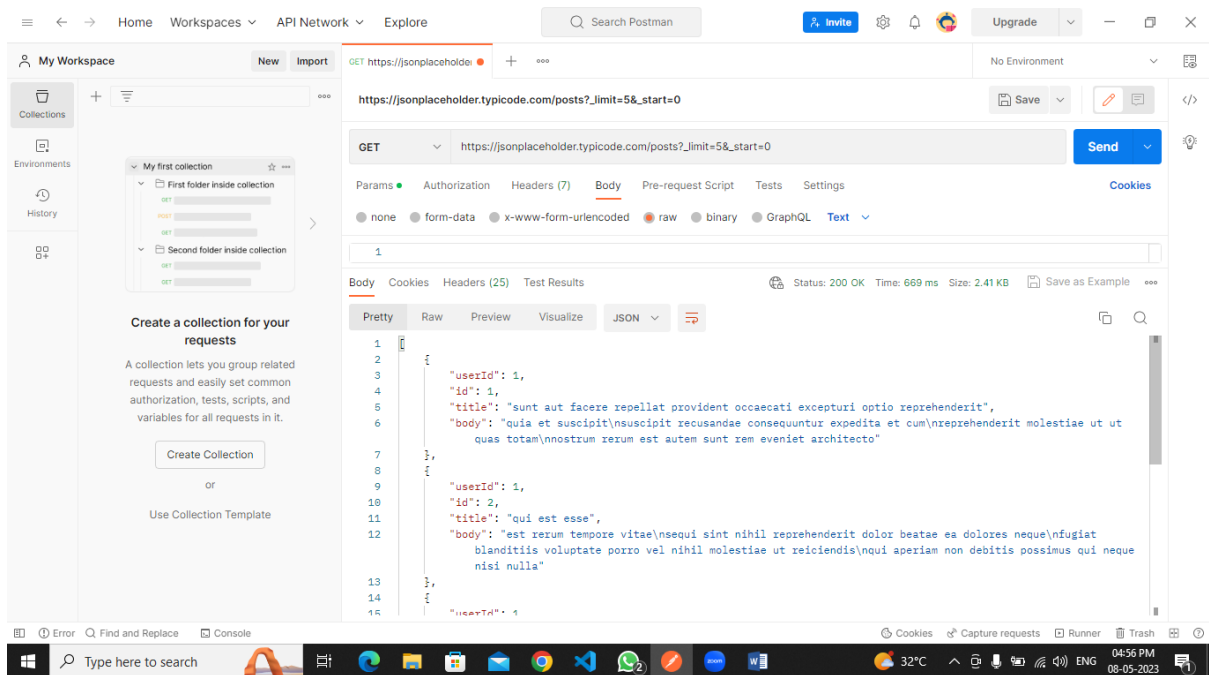 Home Workspaces API Network Explore Search Postman Invite Upgrade
My Workspace New Import GET https://jsonplaceholder No Environment
Collections
Environments
History
My first collection
First folder inside collection
GET
POST
GET
Second folder inside collection
GET
GET
Create a collection for your
requests
A collection lets you group related
requests and easily set common
authorization, tests, scripts, and
variables for all requests in it.
Create Collection
or
Use Collection Template
https://jsonplaceholder.typicode.com/posts?_limit=5&_start=0 Save
GET https://jsonplaceholder.typicode.com/posts?_limit=5&_start=0 Send
Params Authorization Headers (7) Body Pre-request Script Tests Settings Cookies
none form-data x-www-form-urlencoded raw binary GraphQL Text
1
Body Cookies Headers (25) Test Results Status: 200 OK Time: 669 ms Size: 2.41 KB Save as Example
Pretty Raw Preview Visualize JSON
1 [
2 {
3 "userId": 1,
4 "id": 1,
5 "title": "sunt aut facere repellat provident occaecati excepturi optio reprehenderit",
6 "body": "quia et suscipit\nsuscipit recusandae consequuntur expedita et cum\nreprehenderit molestiae ut ut
quas totam\nnostrum rerum est autem sunt rem eveniet architecto"
7 },
8 {
9 "userId": 1,
10 "id": 2,
11 "title": "qui est esse",
12 "body": "est rerum tempore vitae\nsequi sint nihil reprehenderit dolor beatae ea dolores neque\nfugiat
blanditiis voluptate porro vel nihil molestiae ut reiciendis\nqui aperiam non debitis possimus qui neque
nisi nulla"
13 },
14 {
15 "userId": 1
Error Find and Replace Console Cookies Capture requests Runner Trash
Type here to search 2 zoom 32°C ENG 04:56 PM
08-05-2023 1